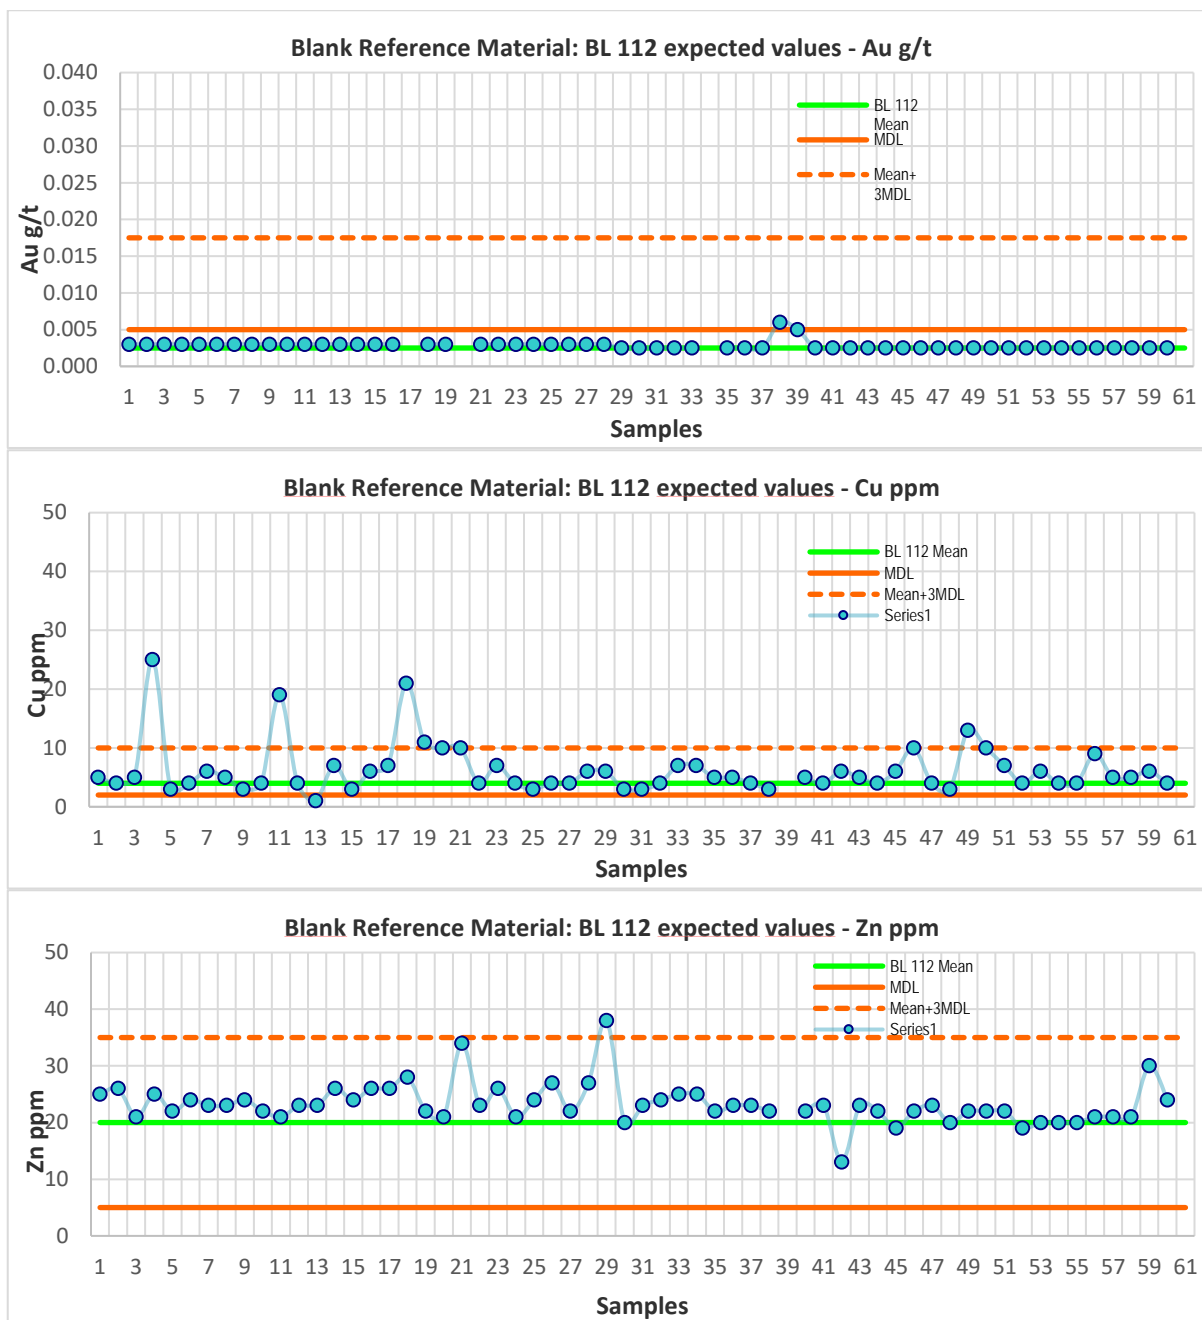 Blank Reference Material: BL 112 expected values - Au g/t
0.040
0.035
0.030
0.025
0.020
0.015
0.010
0.005
0.000
Au g/t
BL 112
Mean
MDL
Mean+
3MDL
1 3 5 7 9 11 13 15 17 19 21 23 25 27 29 31 33 35 37 39 41 43 45 47 49 51 53 55 57 59 61
Samples
Blank Reference Material: BL 112 expected values - Cu ppm
50
40
30
20
10
0
Cu ppm
BL 112 Mean
MDL
Mean+3MDL
Series1
1 3 5 7 9 11 13 15 17 19 21 23 25 27 29 31 33 35 37 39 41 43 45 47 49 51 53 55 57 59 61
Samples
Blank Reference Material: BL 112 expected values - Zn ppm
50
40
30
20
10
0
Zn ppm
BL 112 Mean
MDL
Mean+3MDL
Series1
1 3 5 7 9 11 13 15 17 19 21 23 25 27 29 31 33 35 37 39 41 43 45 47 49 51 53 55 57 59 61
Samples